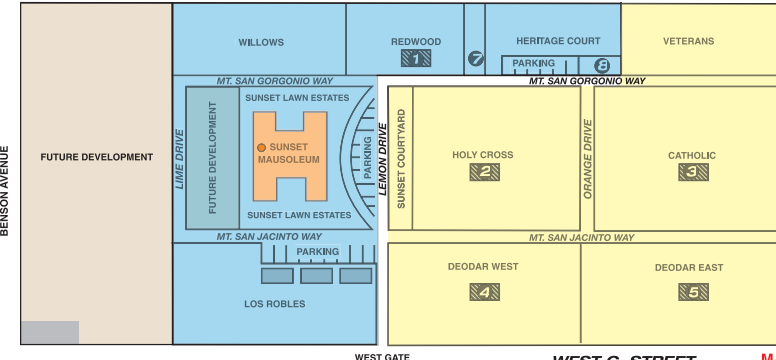 WILLOWS
REDWOOD
1
7
HERITAGE COURT
PARKING
8
VETERANS
MT. SAN GORGONIO WAY
MT. SAN GORGONIO WAY
BENSON AVENUE
FUTURE DEVELOPMENT
LIME DRIVE
FUTURE DEVELOPMENT
SUNSET LAWN ESTATES
SUNSET
MAUSOLEUM
SUNSET LAWN ESTATES
PARKING
LEMON DRIVE
SUNSET COURTYARD
HOLY CROSS
2
ORANGE DRIVE
CATHOLIC
3
MT. SAN JACINTO WAY
MT. SAN JACINTO WAY
PARKING
LOS ROBLES
DEODAR WEST
4
DEODAR EAST
5
WEST GATE
WEST G. STREET
M